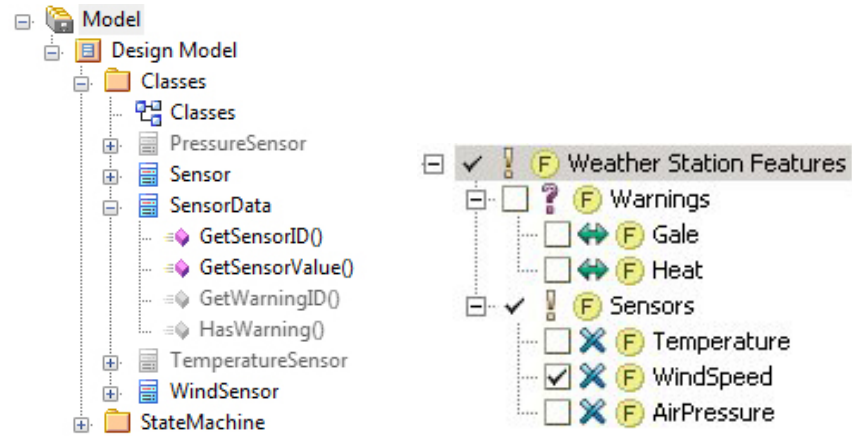 Model
Design Model
Classes
Classes
PressureSensor
Sensor
SensorData
GetSensorID()
GetSensorValue()
GetWarningID()
HasWarning()
TemperatureSensor
WindSensor
StateMachine
F Weather Station Features
F Warnings
F Gale
F Heat
F Sensors
F Temperature
F WindSpeed
F AirPressure